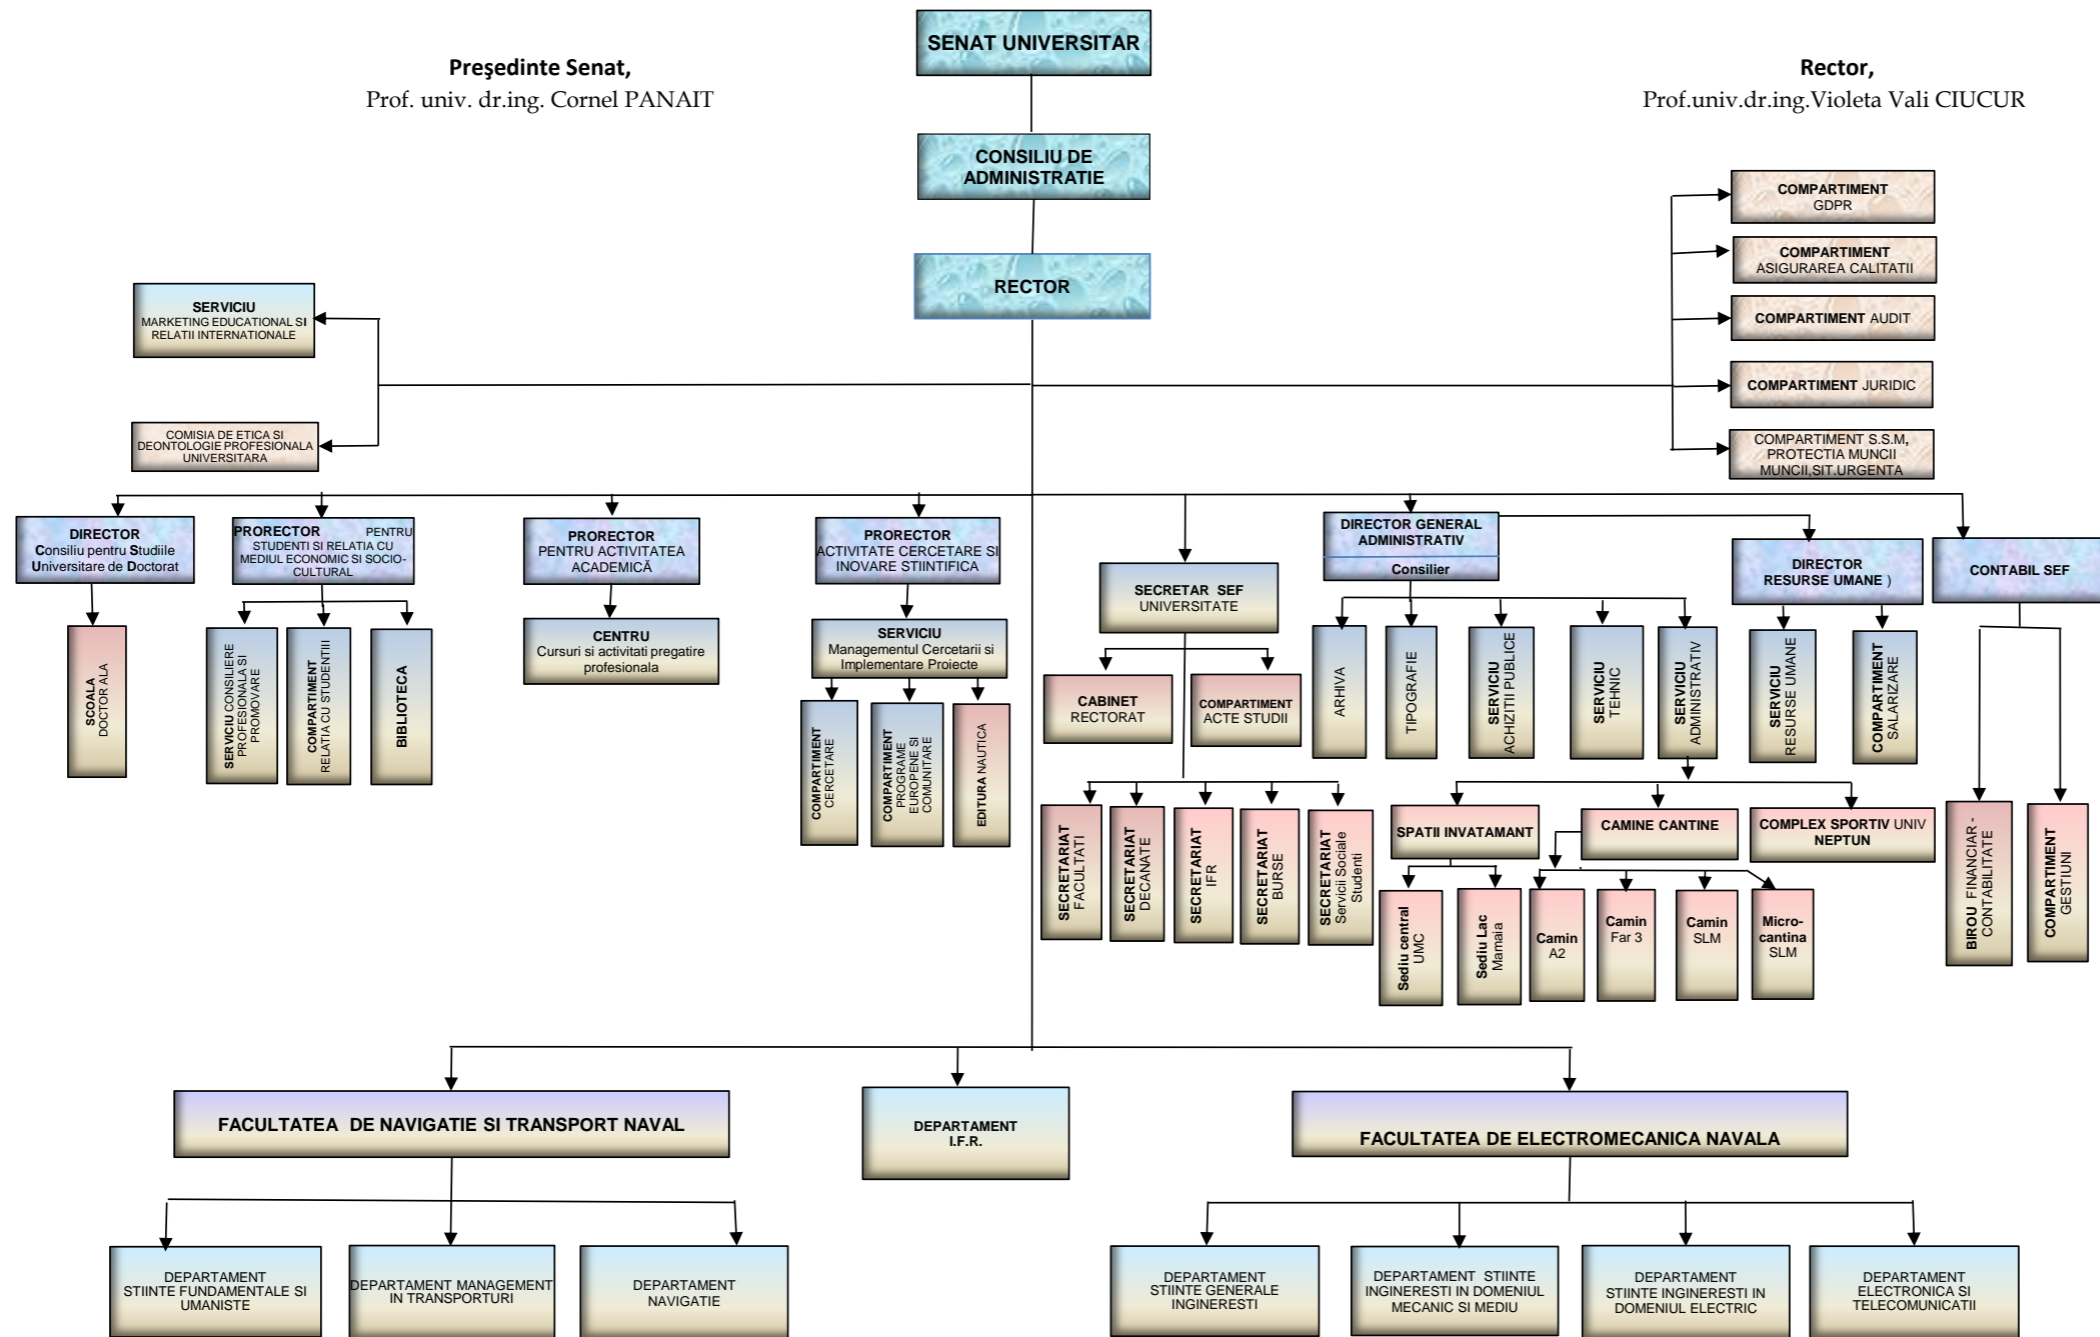 SENAT UNIVERSITAR
Preşedinte Senat,
Prof. univ. dr.ing. Cornel PANAIT
Rector,
Prof.univ.dr.ing.Violeta Vali CIUCUR
CONSILIU DE
ADMINISTRATIE
RECTOR
COMPARTIMENT
GDPR
COMPARTIMENT
ASIGURAREA CALITATII
COMPARTIMENT AUDIT
COMPARTIMENT JURIDIC
COMPARTIMENT S.S.M,
PROTECTIA MUNCII
MUNCII,SIT.URGENTA
SERVICIU
MARKETING EDUCATIONAL SI
RELATII INTERNATIONALE
COMISIA DE ETICA SI
DEONTOLOGIE PROFESIONALA
UNIVERSITARA
DIRECTOR
Consiliu pentru Studiile
Universitare de Doctorat
PRORECTOR PENTRU
STUDENTI SI RELATIA CU
MEDIUL ECONOMIC SI SOCIO-
CULTURAL
PRORECTOR
PENTRU ACTIVITATEA
ACADEMICĂ
PRORECTOR
ACTIVITATE CERCETARE SI
INOVARE STIINTIFICA
SECRETAR SEF
UNIVERSITATE
DIRECTOR GENERAL
ADMINISTRATIV
Consilier
DIRECTOR
RESURSE UMANE )
CONTABIL SEF
SCOALA
DOCTOR ALA
SERVICIU CONSILIERE
PROFESIONALA SI
PROMOVARE
COMPARTIMENT
RELATIA CU STUDENTIII
BIBLIOTECA
CENTRU
Cursuri si activitati pregatire
profesionala
SERVICIU
Managementul Cercetarii si
Implementare Proiecte
COMPARTIMENT
CERCETARE
COMPARTIMENT
PROGRAME
EUROPENE SI
COMUNITARE
EDITURA NAUTICA
CABINET
RECTORAT
COMPARTIMENT
ACTE STUDII
ARHIVA
TIPOGRAFIE
SERVICIU
ACHIZITII PUBLICE
SERVICIU
TEHNIC
SERVICIU
ADMINISTRATIV
SERVICIU
RESURSE UMANE
COMPARTIMENT
SALARIZARE
SECRETARIAT
FACULTATI
SECRETARIAT
DECANATE
SECRETARIAT
IFR
SECRETARIAT
BURSE
SECRETARIAT
Servicii Sociale
Studenti
SPATII INVATAMANT
CAMINE CANTINE
COMPLEX SPORTIV UNIV
NEPTUN
Sediu central
UMC
Sediu Lac
Mamaia
Camin
A2
Camin
Far 3
Camin
SLM
Micro-
cantina
SLM
BIROU FINANCIAR -
CONTABILITATE
COMPARTIMENT
GESTIUNI
FACULTATEA DE NAVIGATIE SI TRANSPORT NAVAL
DEPARTAMENT
I.F.R.
FACULTATEA DE ELECTROMECANICA NAVALA
DEPARTAMENT
STIINTE FUNDAMENTALE SI
UMANISTE
DEPARTAMENT MANAGEMENT
IN TRANSPORTURI
DEPARTAMENT
NAVIGATIE
DEPARTAMENT
STIINTE GENERALE
INGINERESTI
DEPARTAMENT STIINTE
INGINERESTI IN DOMENIUL
MECANIC SI MEDIU
DEPARTAMENT
STIINTE INGINERESTI IN
DOMENIUL ELECTRIC
DEPARTAMENT
ELECTRONICA SI
TELECOMUNICATII